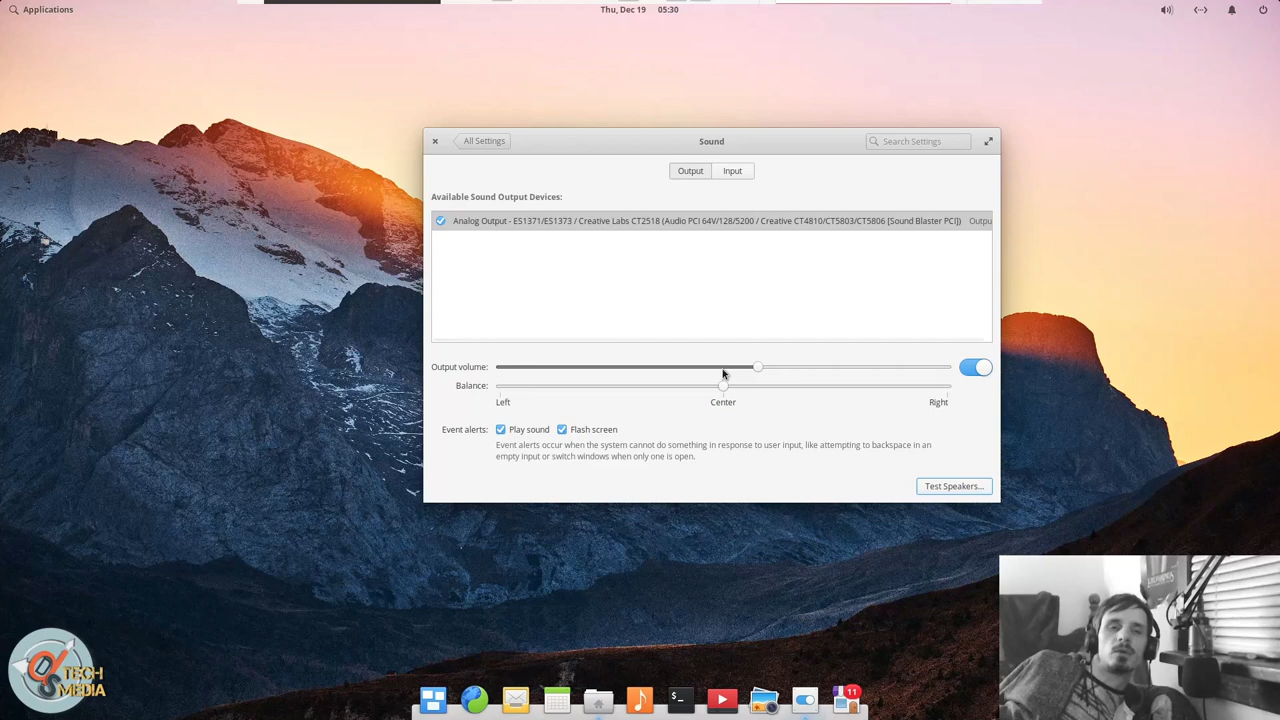 Applications
Thu, Dec 19 05:30
All Settings
Sound
Search Settings
Output
Input
Available Sound Output Devices:
Analog Output - ES1371/ES1373 / Creative Labs CT2518 (Audio PCI 64V/128/5200 / Creative CT4810/CT5803/CT5806 [Sound Blaster PCI]) Outpu
Output volume:
Balance:
Left
Center
Right
Event alerts:
Play sound
Flash screen
Event alerts occur when the system cannot do something in response to user input, like attempting to backspace in an
empty input or switch windows when only one is open.
Test Speakers...
TECH
MEDIA
11